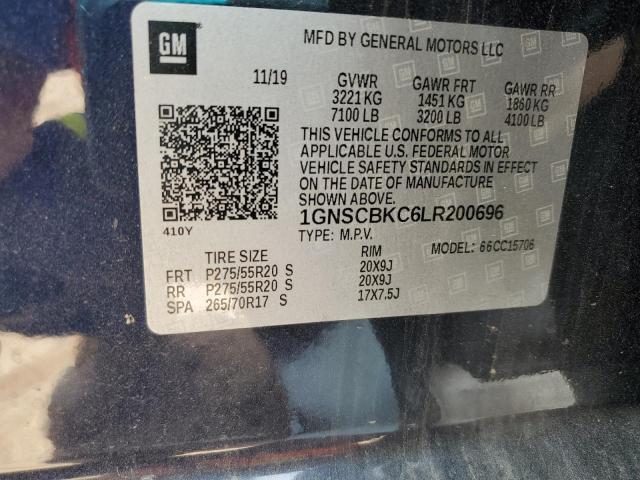 GM
MFD BY GENERAL MOTORS LLC
11/19 GVWR GAWR FRT GAWR RR
3221 KG 1451 KG 1860 KG
7100 LB 3200 LB 4100 LB
THIS VEHICLE CONFORMS TO ALL
APPLICABLE U.S. FEDERAL MOTOR
VEHICLE SAFETY STANDARDS IN EFFECT
ON THE DATE OF MANUFACTURE
SHOWN ABOVE.
1GNSCBKC6LR200696
410Y
TYPE: M.P.V. MODEL: 66CC15706
TIRE SIZE RIM
FRT P275/55R20 S 20X9J
RR P275/55R20 S 20X9J
SPA 265/70R17 S 17X7.5J